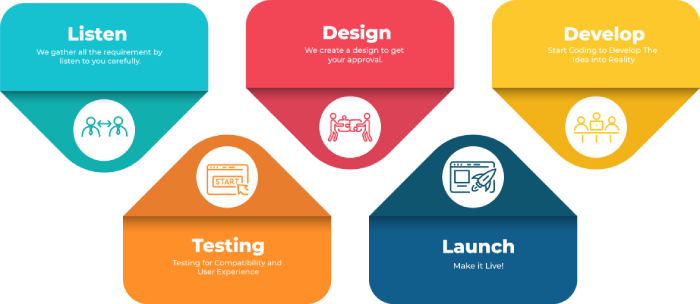 Listen
We gather all the requirement by
listen to you carefully.
Design
We create a design to get
your approval.
Develop
Start Coding to Develop The
Idea into Reality
START
Testing
Testing for Compatibility and
User Experience
Launch
Make it Live!